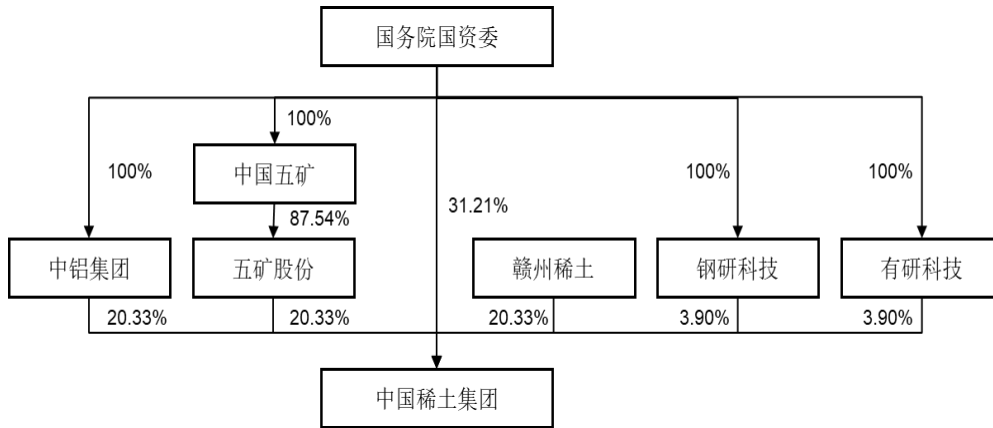 国务院国资委
100%
中国五矿
100%
31.21%
100%
100%
87.54%
中铝集团
五矿股份
赣州稀土
钢研科技
有研科技
20.33%
20.33%
20.33%
3.90%
3.90%
中国稀土集团